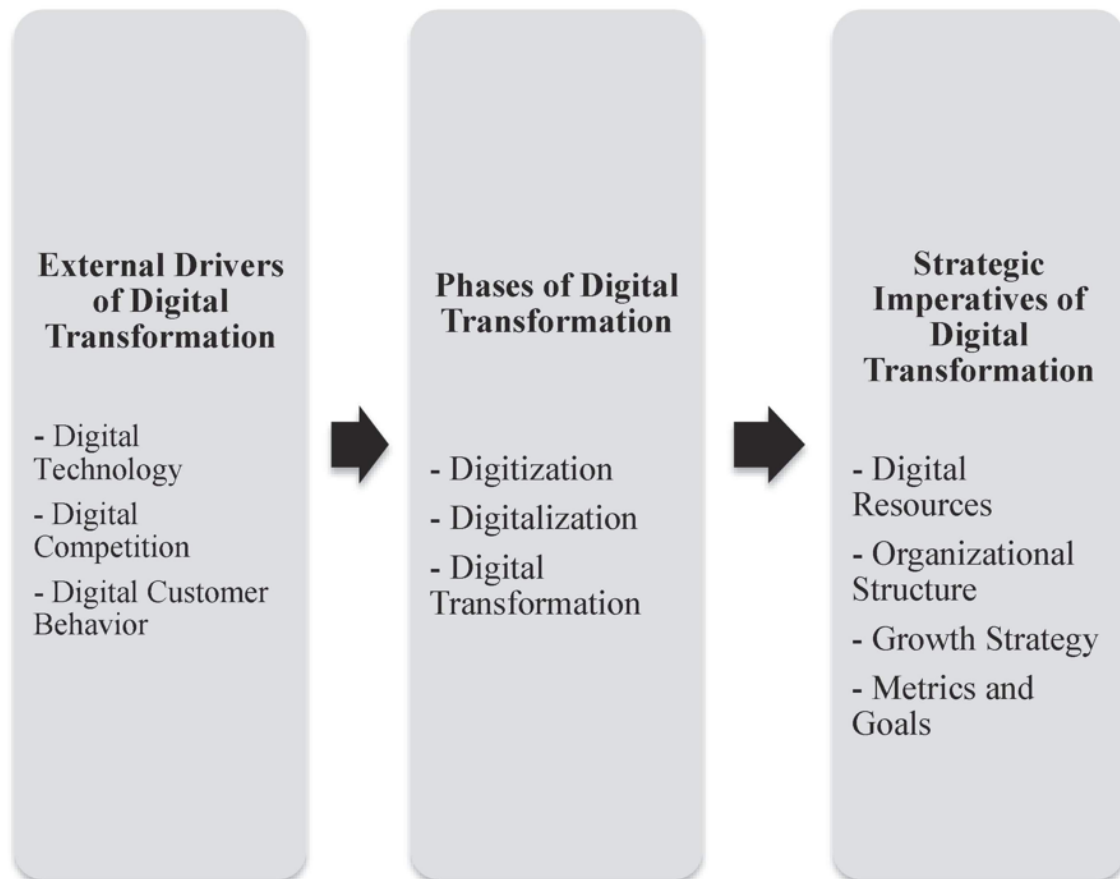 External Drivers
of Digital
Transformation
- Digital
Technology
- Digital
Competition
- Digital Customer
Behavior
Phases of Digital
Transformation
- Digitization
- Digitalization
- Digital
Transformation
Strategic
Imperatives of
Digital
Transformation
- Digital
Resources
- Organizational
Structure
- Growth Strategy
- Metrics and
Goals